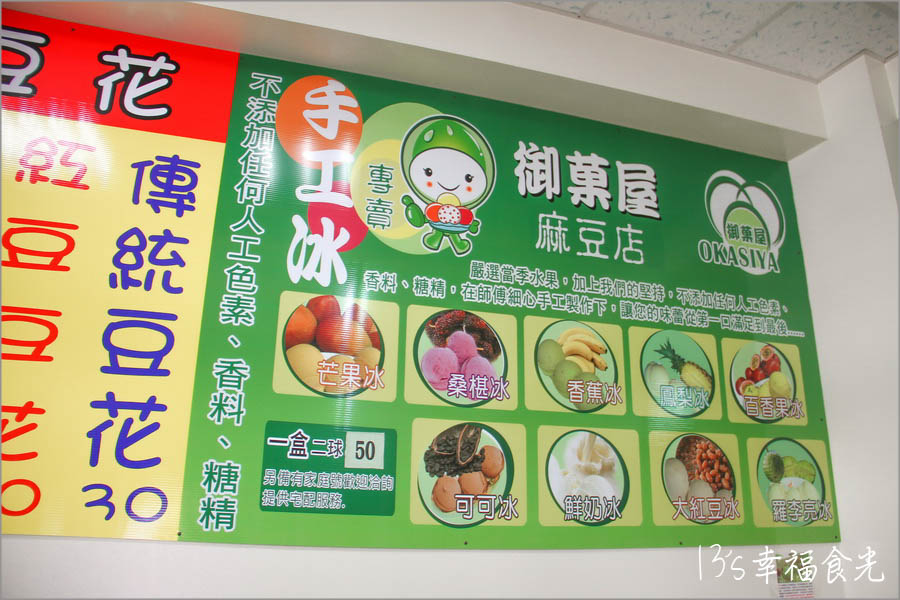 豆花
紅豆豆花
0
傳統豆花
30
不添加任何人工色素、香料、糖精
手工冰
專賣
御菓屋
麻豆店
御菓屋
OKASIYA
嚴選當季水果，加上我們的堅持，不添加任何人工色素。
香料、糖精，在師傅細心手工製作下，讓您的味蕾從第一口滿足到最後......
芒果冰
桑椹冰
香蕉冰
鳳梨冰
百香果冰
一盒二球 50
另備有家庭號歡迎洽詢
提供宅配服務.
可可冰
鮮奶冰
大紅豆冰
羅李亮冰
13's幸福食光